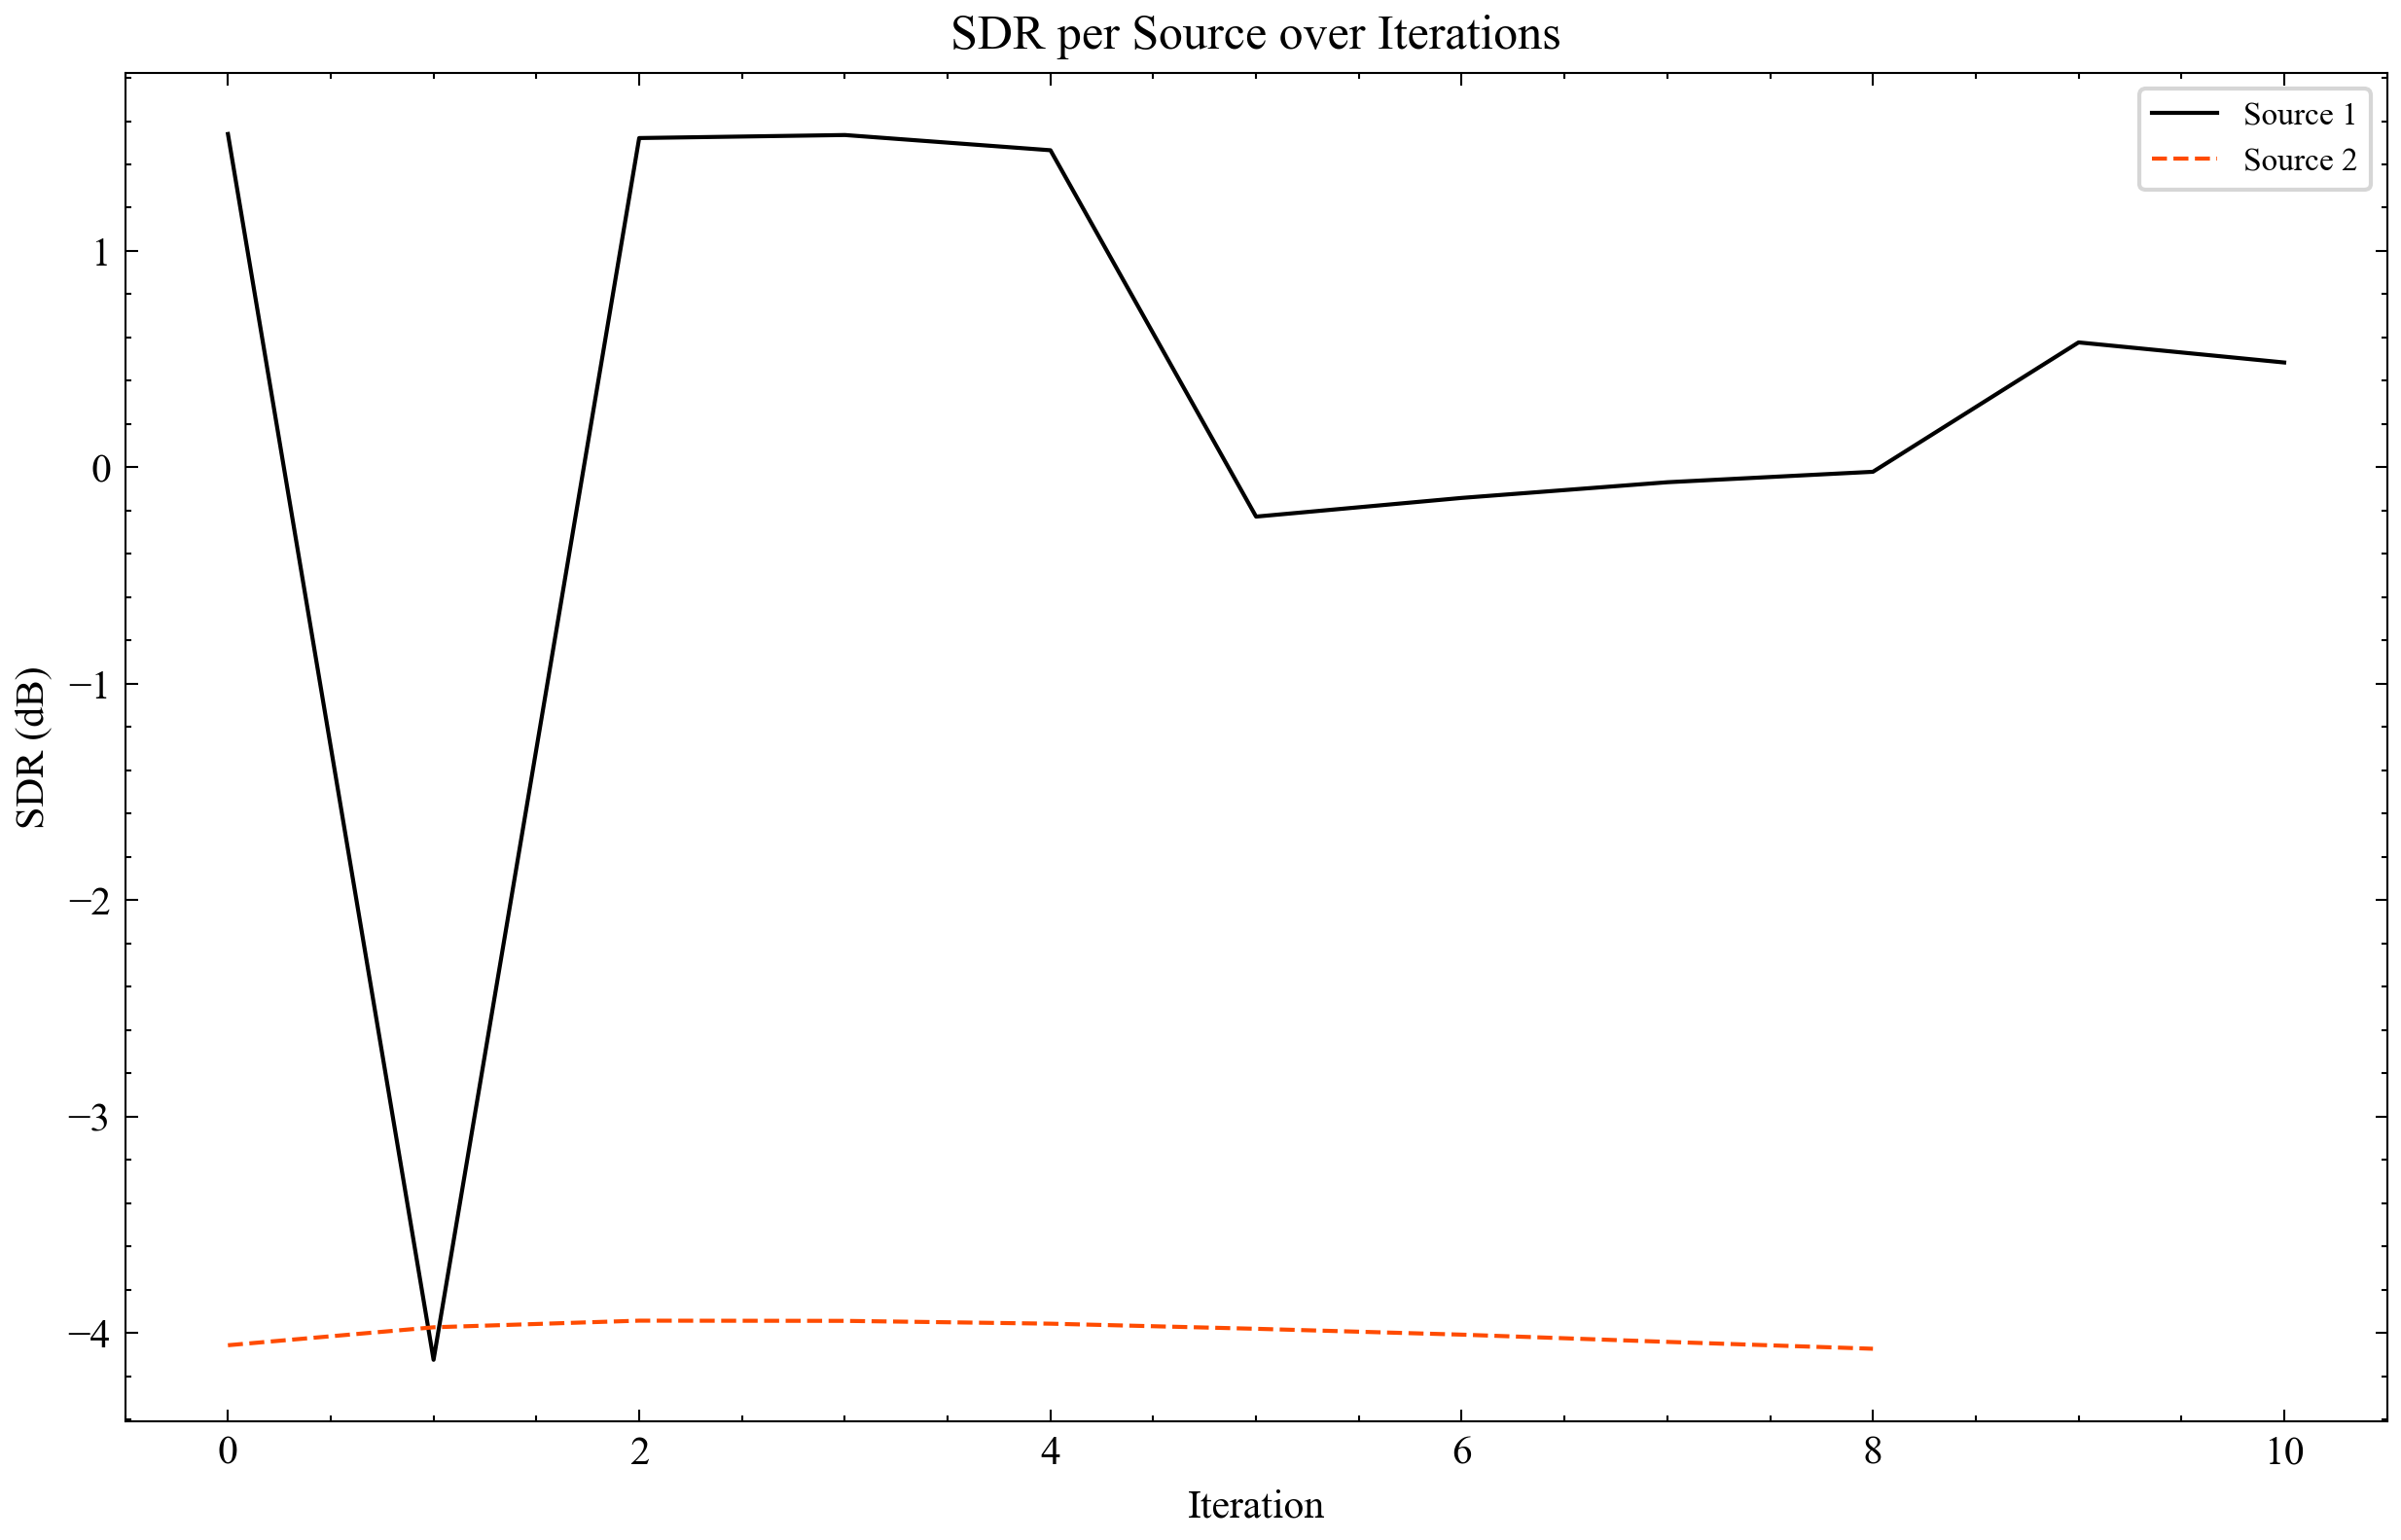 SDR per Source over Iterations
Source 1
Source 2
1
0
−1
−2
−3
−4
SDR (dB)
0 2 4 6 8 10
Iteration